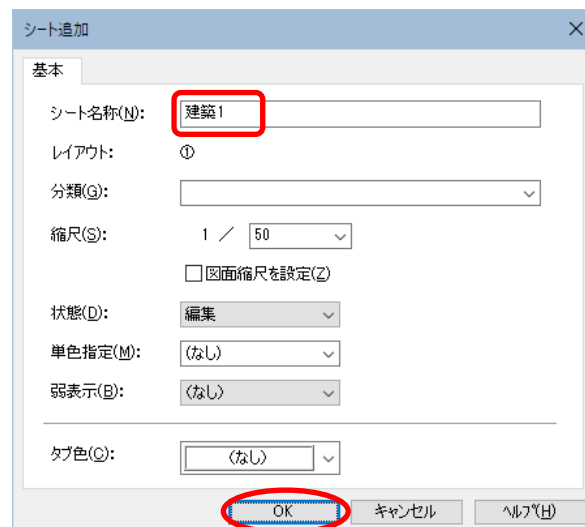 シート追加
基本
シート名称(N): 建築1
レイアウト: ①
分類(G):
縮尺(S): 1 ／ 50
図面縮尺を設定(Z)
状態(D): 編集
単色指定(M): (なし)
弱表示(B): (なし)
タブ色(C): (なし)
OK キャンセル ヘルプ(H)